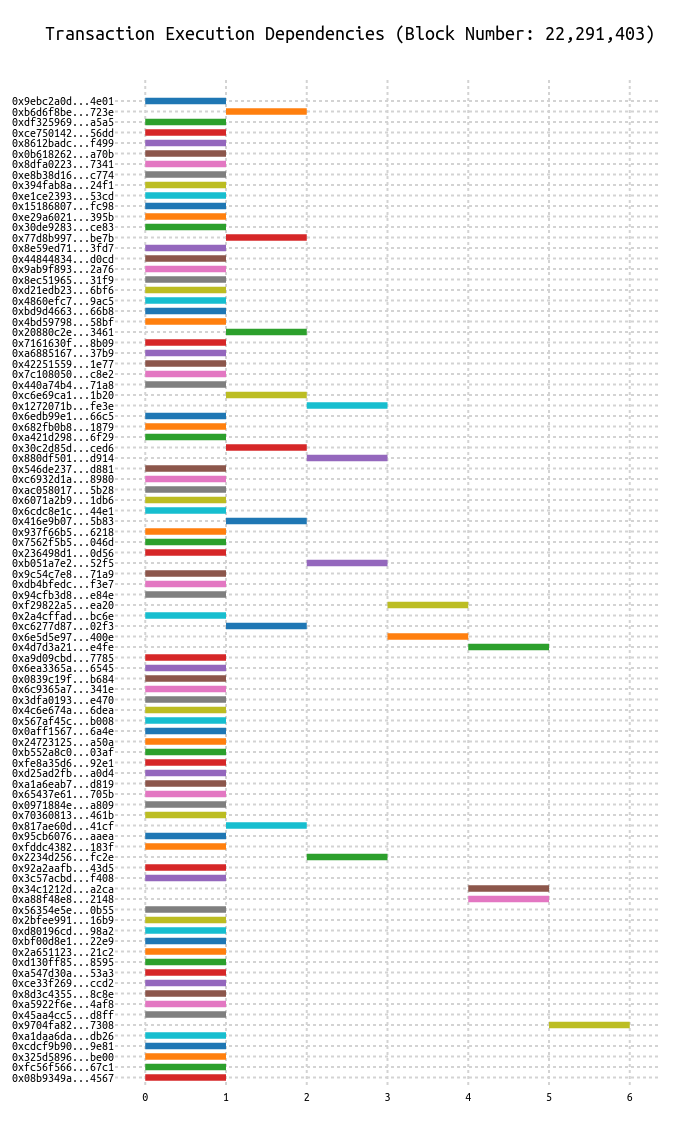 Transaction Execution Dependencies (Block Number: 22,291,403)
0x9ebc2a0d...4e01
0xb6d6f8be...723e
0xdf325969...a5a5
0xce750142...56dd
0x8612badc...f499
0x0b618262...a70b
0x8dfa0223...7341
0xe8b38d16...c774
0x394fab8a...24f1
0xe1ce2393...53cd
0x15186807...fc98
0xe29a6021...395b
0x30de9283...ce83
0x77d8b997...be7b
0x8e59ed71...3fd7
0x44844834...d0cd
0x9ab9f893...2a76
0x8ec51965...31f9
0xd21edb23...6bf6
0x4860efc7...9ac5
0xbd9d4663...66b8
0x4bd59798...58bf
0x20880c2e...3461
0x7161630f...8b09
0xa6885167...37b9
0x42251559...1e77
0x7c108050...c8e2
0x440a74b4...71a8
0xc6e69ca1...1b20
0x1272071b...fe3e
0x6edb99e1...66c5
0x682fb0b8...1879
0xa421d298...6f29
0x30c2d85d...ced6
0x880df501...d914
0x546de237...d881
0xc6932d1a...8980
0xac058017...5b28
0x6071a2b9...1db6
0x6cdc8e1c...44e1
0x416e9b07...5b83
0x937f66b5...6218
0x7562f5b5...046d
0x236498d1...0d56
0xb051a7e2...52f5
0x9c54c7e8...71a9
0xdb4bfedc...f3e7
0x94cfb3d8...e84e
0xf29822a5...ea20
0x2a4cffad...bc6e
0xc6277d87...02f3
0x6e5d5e97...400e
0x4d7d3a21...e4fe
0xa9d09cbd...7785
0x6ea3365a...6545
0x0839c19f...b684
0x6c9365a7...341e
0x3dfa0193...e470
0x4c6e674a...6dea
0x567af45c...b008
0x0aff1567...6a4e
0x24723125...a50a
0xb552a8c0...03af
0xfe8a35d6...92e1
0xd25ad2fb...a0d4
0xa1a6eab7...d819
0x65437e61...705b
0x0971884e...a809
0x70360813...461b
0x817ae60d...41cf
0x95cb6076...aaea
0xfddc4382...183f
0x2234d256...fc2e
0x92a2aafb...43d5
0x3c57acbd...f408
0x34c1212d...a2ca
0xa88f48e8...2148
0x56354e5e...0b55
0x2bfee991...16b9
0xd80196cd...98a2
0xbf00d8e1...22e9
0x2a651123...21c2
0xd130ff85...8595
0xa547d30a...53a3
0xce33f269...ccd2
0x8d3c4355...8c8e
0xa5922f6e...4af8
0x45aa4cc5...d8ff
0x9704fa82...7308
0xa1daa6da...db26
0xcdcf9b90...9e81
0x325d5896...be00
0xfc56f566...67c1
0x08b9349a...4567
0 1 2 3 4 5 6